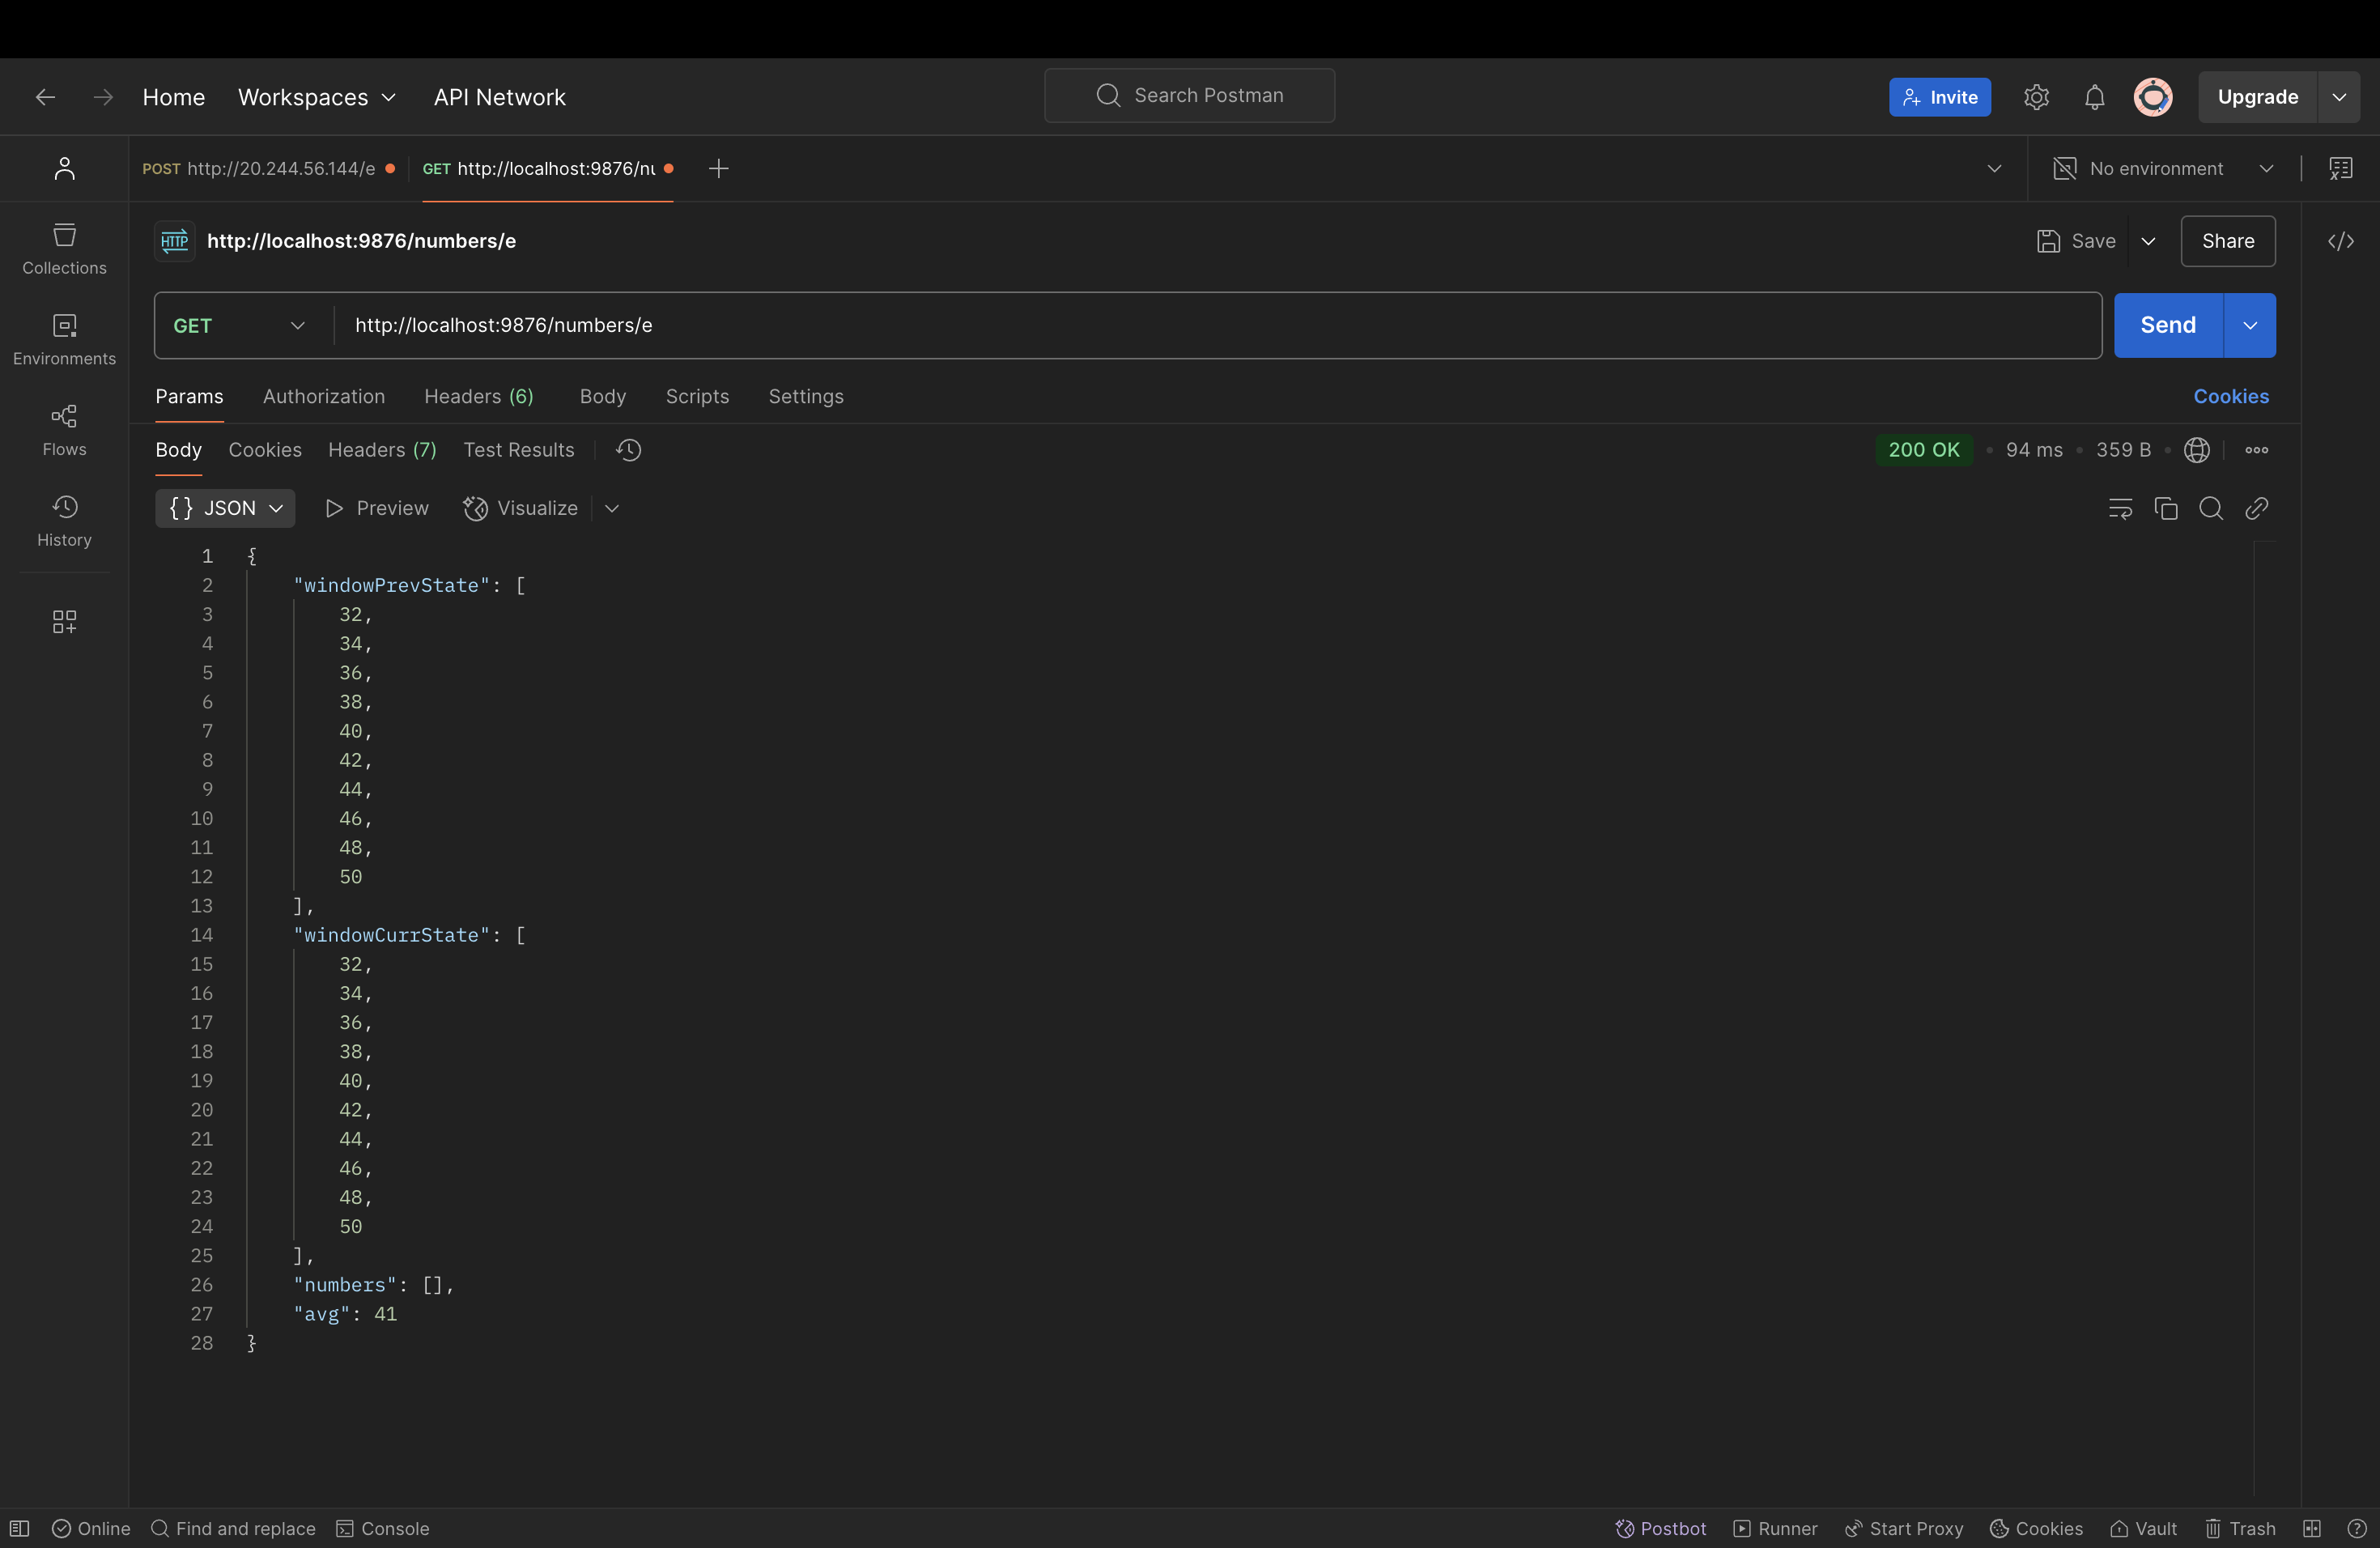 Home Workspaces API Network Search Postman Invite Upgrade
POST http://20.244.56.144/e GET http://localhost:9876/nu No environment
HTTP http://localhost:9876/numbers/e Save Share
GET http://localhost:9876/numbers/e Send
Params Authorization Headers (6) Body Scripts Settings Cookies
Body Cookies Headers (7) Test Results 200 OK • 94 ms • 359 B •
{} JSON Preview Visualize
Collections
Environments
Flows
History
1 {
2 "windowPrevState": [
3 32,
4 34,
5 36,
6 38,
7 40,
8 42,
9 44,
10 46,
11 48,
12 50
13 ],
14 "windowCurrState": [
15 32,
16 34,
17 36,
18 38,
19 40,
20 42,
21 44,
22 46,
23 48,
24 50
25 ],
26 "numbers": [],
27 "avg": 41
28 }
Online Find and replace Console Postbot Runner Start Proxy Cookies Vault Trash